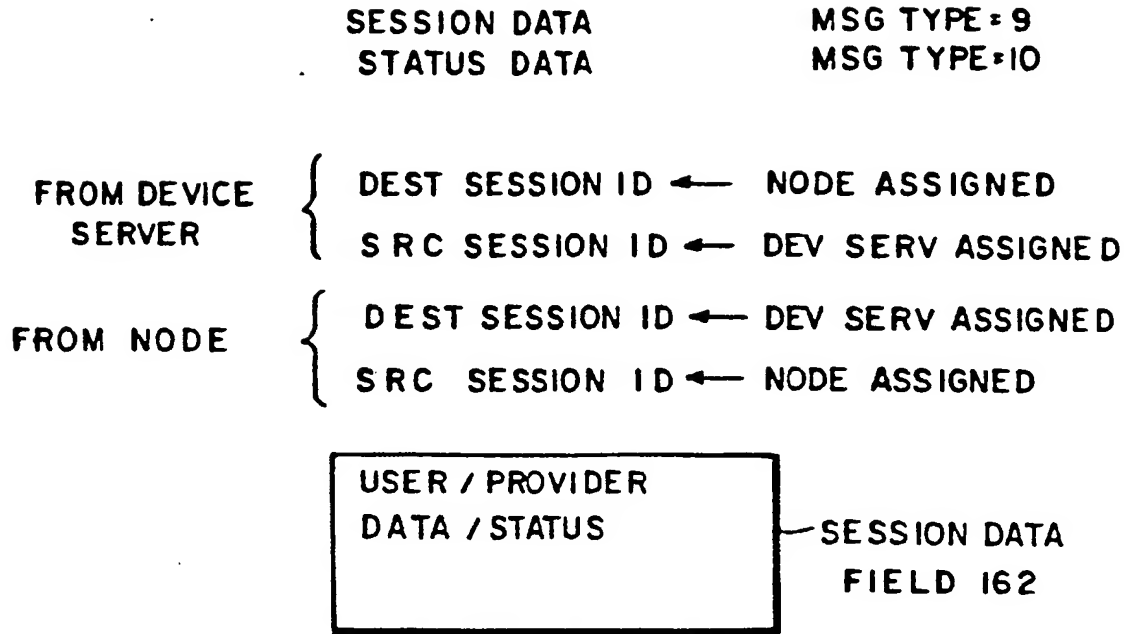 SESSION DATA MSG TYPE=9
STATUS DATA MSG TYPE=10
FROM DEVICE SERVER
DEST SESSION ID ← NODE ASSIGNED
SRC SESSION ID ← DEV SERV ASSIGNED
FROM NODE
DEST SESSION ID ← DEV SERV ASSIGNED
SRC SESSION ID ← NODE ASSIGNED
USER / PROVIDER
DATA / STATUS
SESSION DATA
FIELD 162